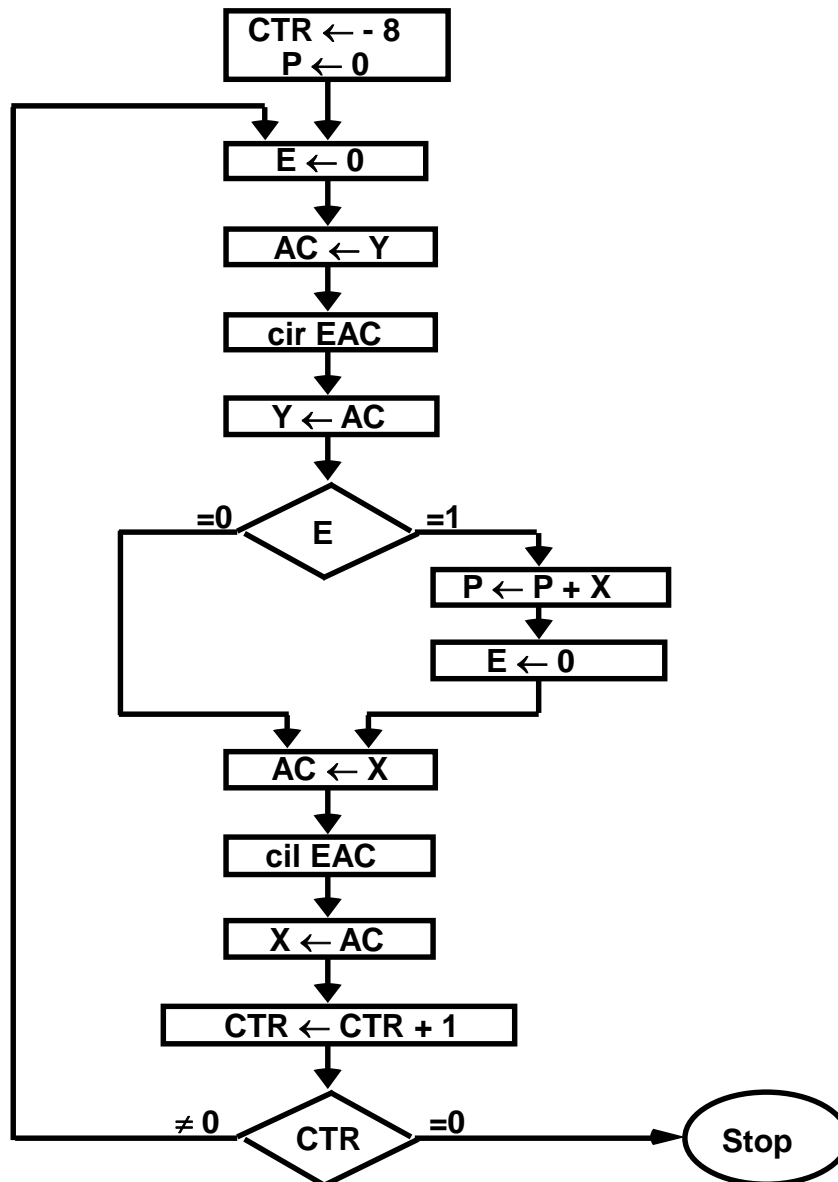 CTR ← - 8
P ← 0
E ← 0
AC ← Y
cir EAC
Y ← AC
=0
E
=1
P ← P + X
E ← 0
AC ← X
cil EAC
X ← AC
CTR ← CTR + 1
≠ 0
CTR
=0
Stop